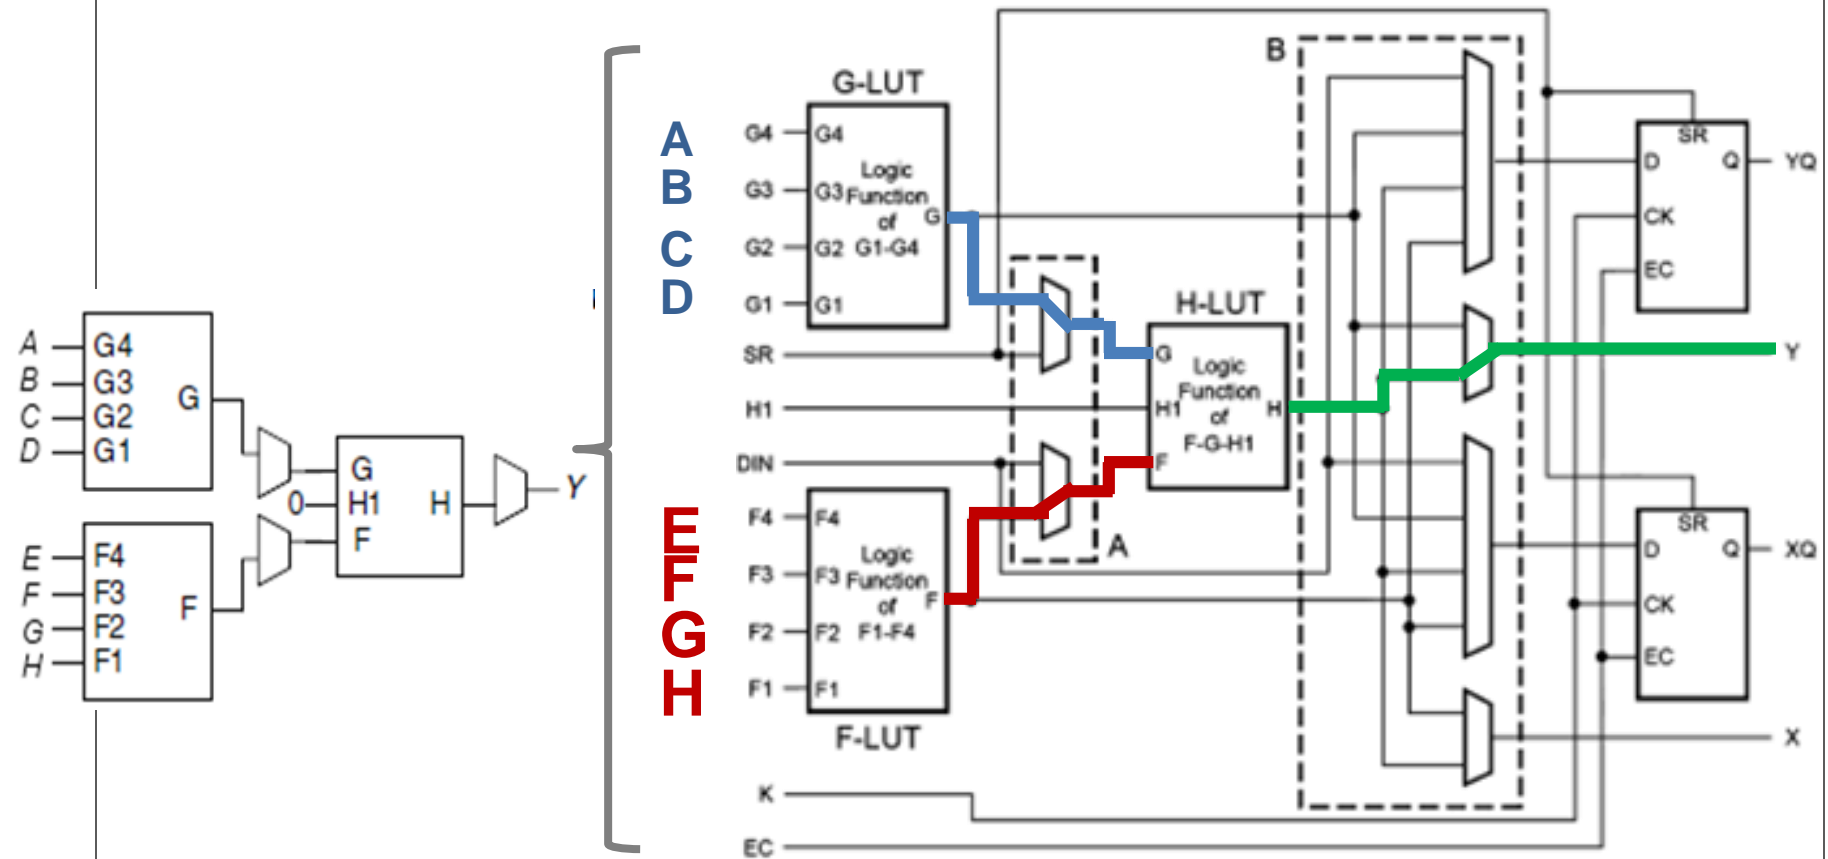 A
B
C
D
G4
G3
G2
G1
G
E
F
G
H
F4
F3
F2
F1
F
G
0
H1
F
H
Y
A
B
C
D
E
F
G
H
G-LUT
G4
G3
G2
G1
G4
G3
G2
G1
Logic
Function
of
G1-G4
G
SR
H1
DIN
F4
F3
F2
F1
F4
F3
F2
F1
Logic
Function
of
F1-F4
F
F-LUT
K
EC
A
H-LUT
G
H1
F
Logic
Function
of
F-G-H1
H
B
SR
D
Q
CK
EC
YQ
Y
SR
D
Q
CK
EC
XQ
X